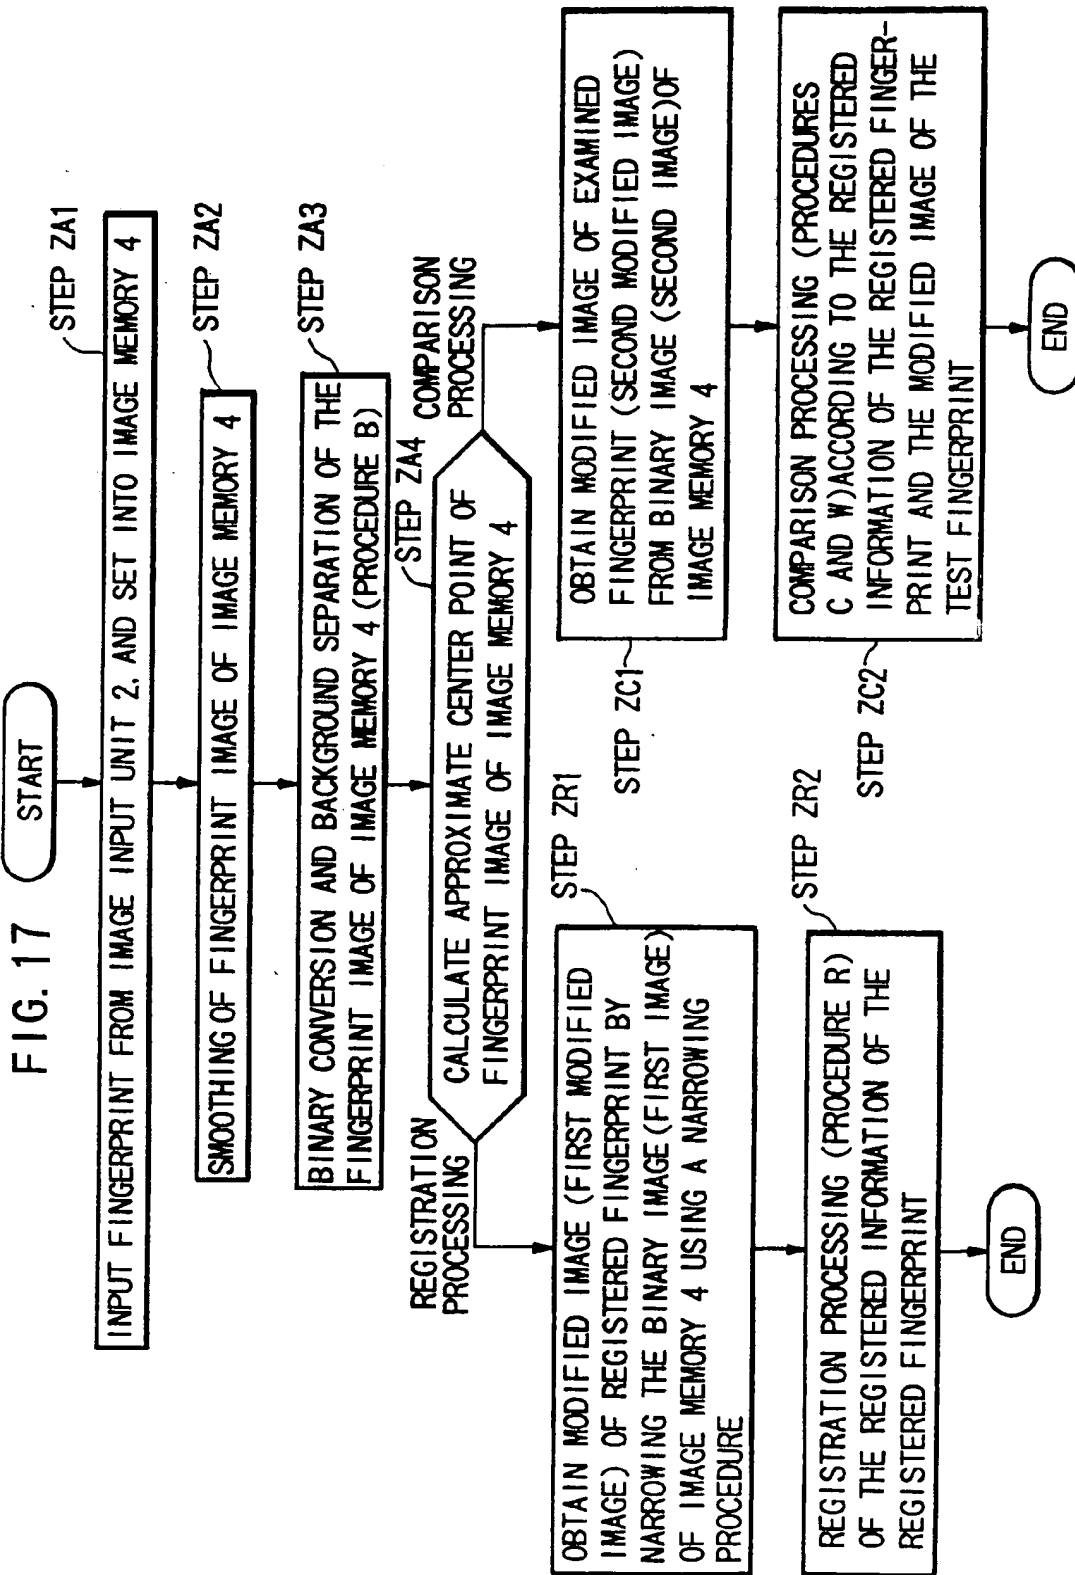 FIG. 17
START
STEP ZA1
INPUT FINGERPRINT FROM IMAGE INPUT UNIT 2, AND SET INTO IMAGE MEMORY 4
STEP ZA2
SMOOTHING OF FINGERPRINT IMAGE OF IMAGE MEMORY 4
STEP ZA3
BINARY CONVERSION AND BACKGROUND SEPARATION OF THE
FINGERPRINT IMAGE OF IMAGE MEMORY 4 (PROCEDURE B)
STEP ZA4
CALCULATE APPROXIMATE CENTER POINT OF
FINGERPRINT IMAGE OF IMAGE MEMORY 4
REGISTRATION
PROCESSING
COMPARISON
PROCESSING
STEP ZR1
OBTAIN MODIFIED IMAGE (FIRST MODIFIED
IMAGE) OF REGISTERED FINGERPRINT BY
NARROWING THE BINARY IMAGE (FIRST IMAGE)
OF IMAGE MEMORY 4 USING A NARROWING
PROCEDURE
STEP ZR2
REGISTRATION PROCESSING (PROCEDURE R)
OF THE REGISTERED INFORMATION OF THE
REGISTERED FINGERPRINT
END
STEP ZC1
OBTAIN MODIFIED IMAGE OF EXAMINED
FINGERPRINT (SECOND MODIFIED IMAGE)
FROM BINARY IMAGE (SECOND IMAGE) OF
IMAGE MEMORY 4
STEP ZC2
COMPARISON PROCESSING (PROCEDURES
C AND W) ACCORDING TO THE REGISTERED
INFORMATION OF THE REGISTERED FINGER-
PRINT AND THE MODIFIED IMAGE OF THE
TEST FINGERPRINT
END